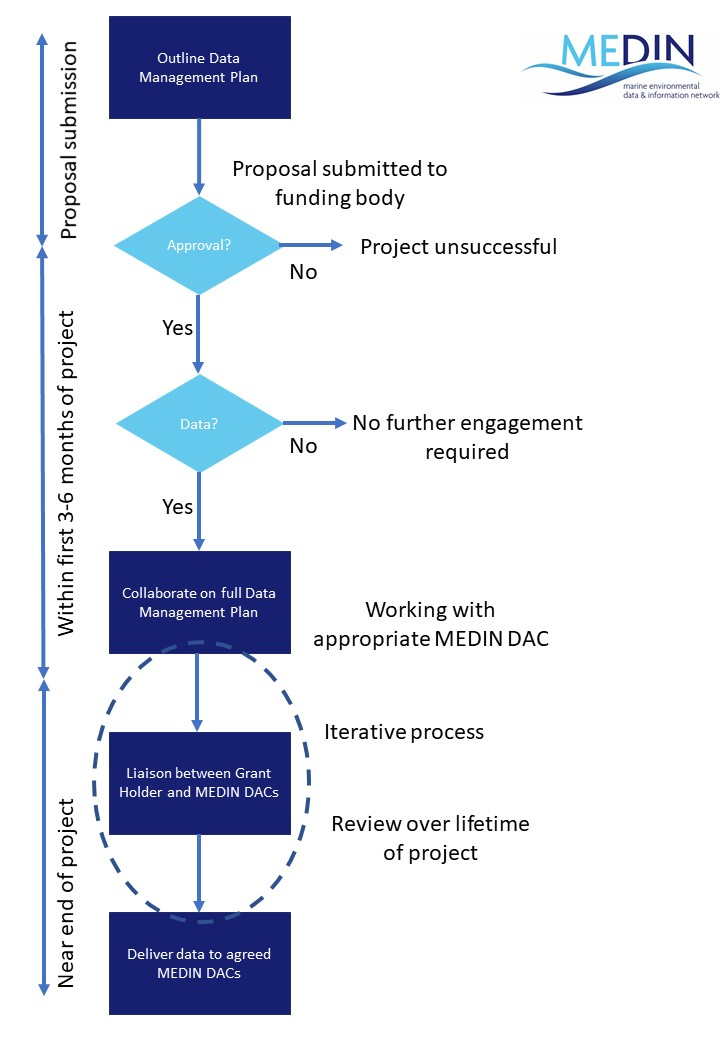 MEDIN
marine environmental
data & information network
Proposal submission
Outline Data
Management Plan
Proposal submitted to
funding body
Approval?
No
Project unsuccessful
Yes
Within first 3-6 months of project
Data?
No
No further engagement
required
Yes
Collaborate on full Data
Management Plan
Working with
appropriate MEDIN DAC
Near end of project
Iterative process
Liaison between Grant
Holder and MEDIN DACs
Review over lifetime
of project
Deliver data to agreed
MEDIN DACs